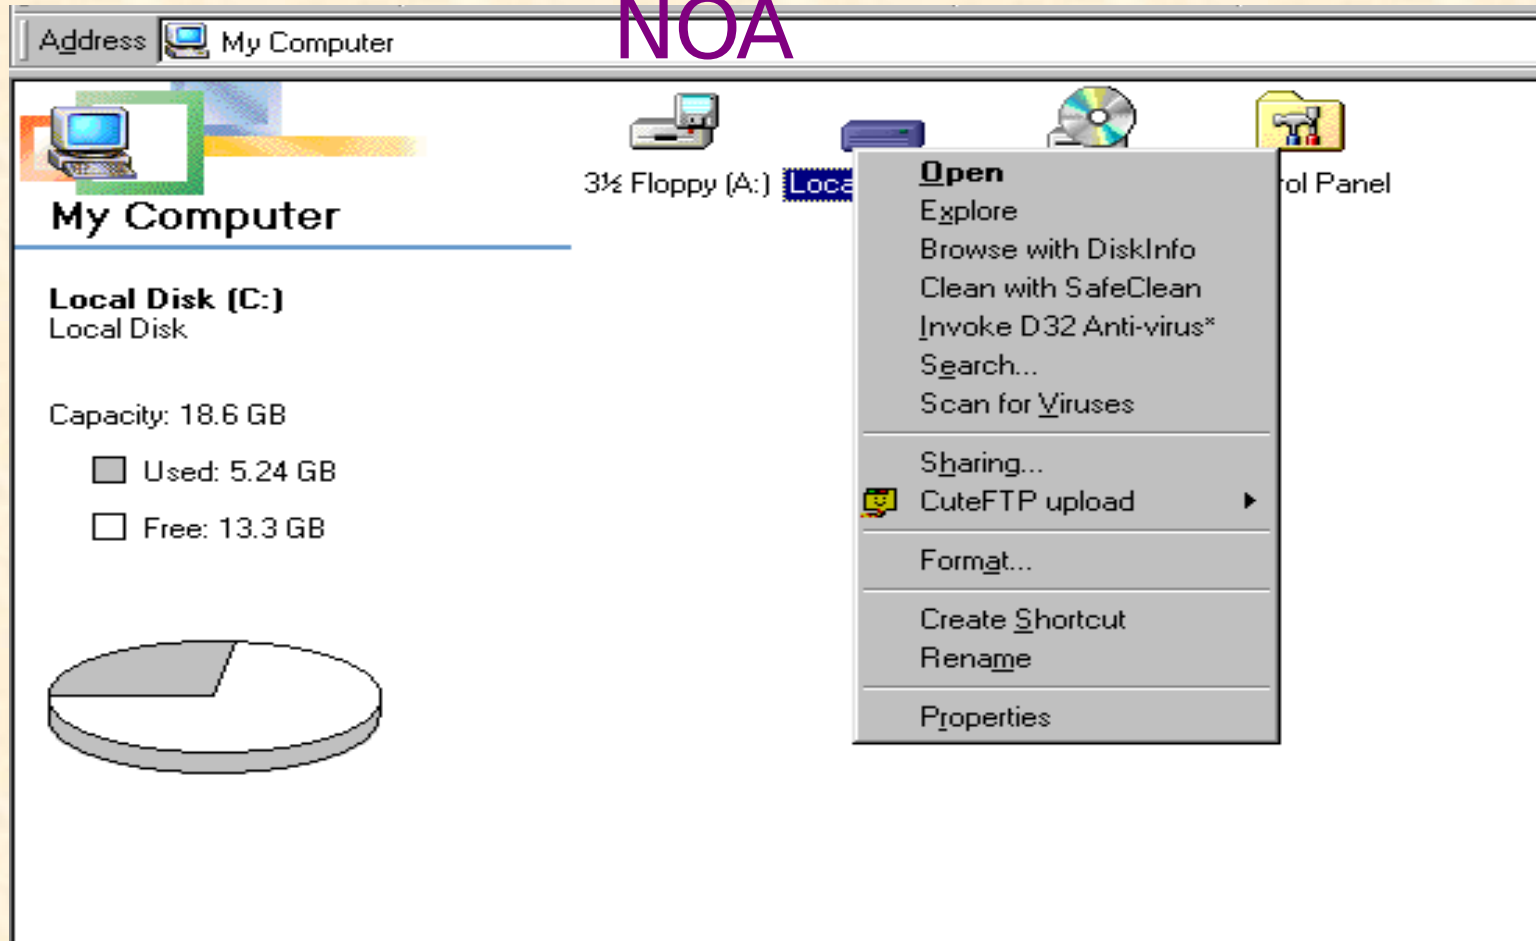 NOA
Address My Computer
3½ Floppy (A:)
ol Panel
My Computer
Local Disk (C:)
Local Disk
Capacity: 18.6 GB
Used: 5.24 GB
Free: 13.3 GB
Open
Explore
Browse with DiskInfo
Clean with SafeClean
Invoke D32 Anti-virus*
Search...
Scan for Viruses
Sharing...
CuteFTP upload
Format...
Create Shortcut
Rename
Properties